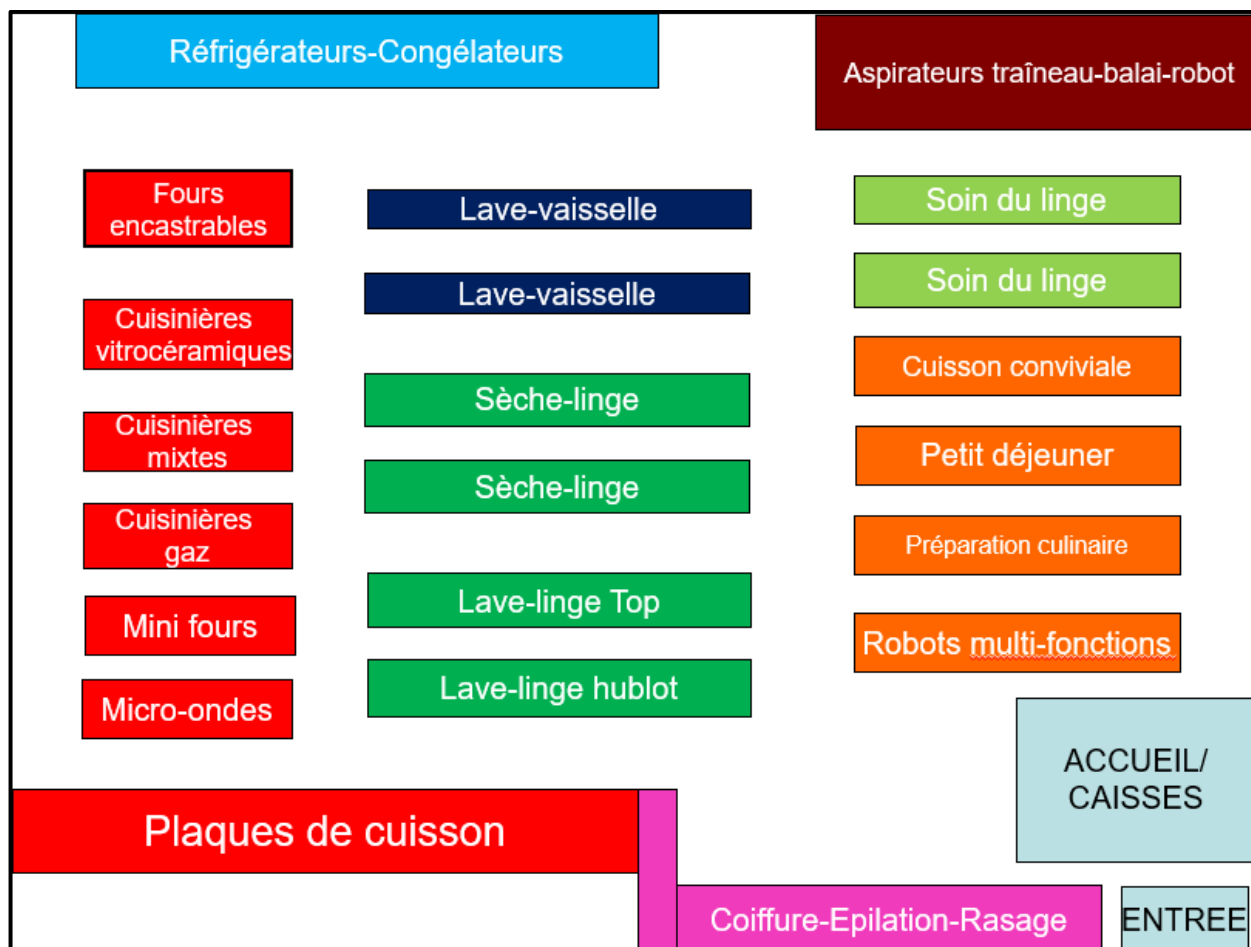 Réfrigérateurs-Congélateurs
Aspirateurs traîneau-balai-robot
Fours
encastrables
Lave-vaisselle
Soin du linge
Lave-vaisselle
Soin du linge
Cuisinières
vitrocéramiques
Cuisson conviviale
Sèche-linge
Cuisinières
mixtes
Petit déjeuner
Sèche-linge
Cuisinières
gaz
Préparation culinaire
Mini fours
Lave-linge Top
Robots multi-fonctions
Micro-ondes
Lave-linge hublot
ACCUEIL/
CAISSES
Plaques de cuisson
Coiffure-Epilation-Rasage
ENTREE